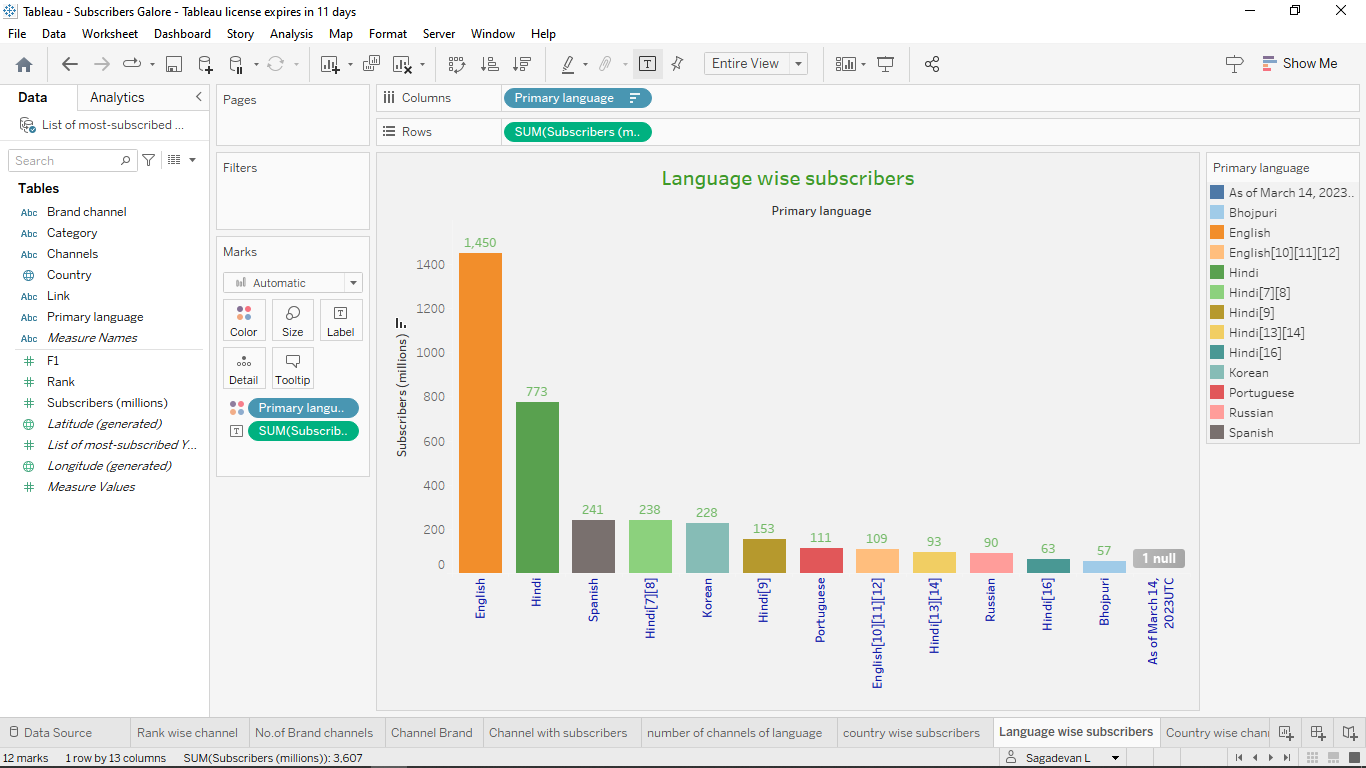 Tableau - Subscribers Galore - Tableau license expires in 11 days
File Data Worksheet Dashboard Story Analysis Map Format Server Window Help
Entire View
Show Me
Data Analytics
List of most-subscribed ...
Search
Tables
Abc Brand channel
Abc Category
Abc Channels
Country
Abc Link
Abc Primary language
Abc Measure Names
F1
Rank
Subscribers (millions)
Latitude (generated)
List of most-subscribed Y...
Longitude (generated)
Measure Values
Pages
Filters
Marks
Automatic
Color Size Label
Detail Tooltip
Primary langu..
SUM(Subscrib..
Columns Primary language
Rows SUM(Subscribers (m..
Language wise subscribers
Primary language
Subscribers (millions)
1400
1200
1000
800
600
400
200
0
1,450
773
241
238
228
153
111
109
93
90
63
57
1 null
English
Hindi
Spanish
Hindi[7][8]
Korean
Hindi[9]
Portuguese
English[10][11][12]
Hindi[13][14]
Russian
Hindi[16]
Bhojpuri
As of March 14,
2023UTC
Primary language
As of March 14, 2023..
Bhojpuri
English
English[10][11][12]
Hindi
Hindi[7][8]
Hindi[9]
Hindi[13][14]
Hindi[16]
Korean
Portuguese
Russian
Spanish
Data Source Rank wise channel No.of Brand channels Channel Brand Channel with subscribers number of channels of language country wise subscribers Language wise subscribers Country wise chann
12 marks 1 row by 13 columns SUM(Subscribers (millions)): 3,607 Sagadevan L